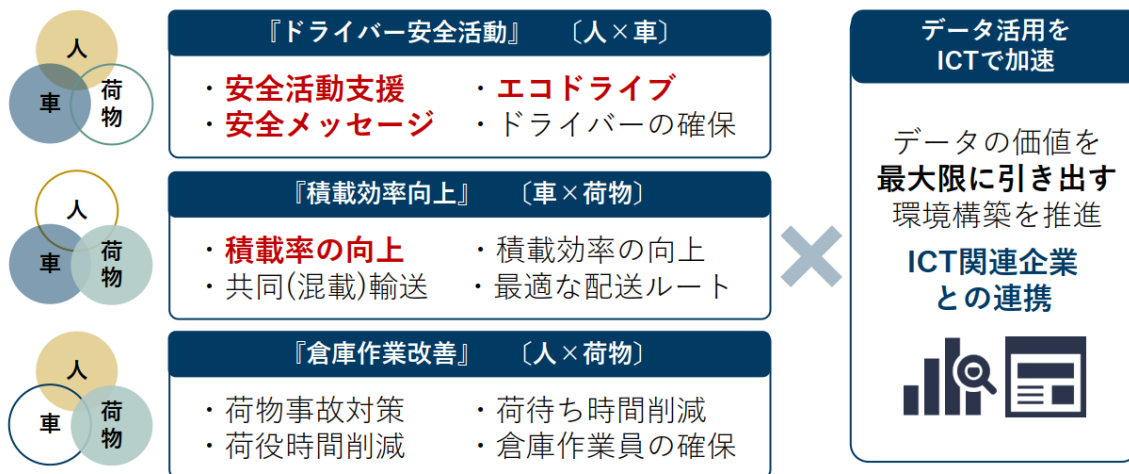 人
車
荷
物
『ドライバー安全活動』 〔人×車〕
・安全活動支援 ・エコドライブ
・安全メッセージ ・ドライバーの確保
人
車
荷
物
『積載効率向上』 〔車×荷物〕
・積載率の向上 ・積載効率の向上
・共同(混載)輸送 ・最適な配送ルート
人
車
荷
物
『倉庫作業改善』 〔人×荷物〕
・荷物事故対策 ・荷待ち時間削減
・荷役時間削減 ・倉庫作業員の確保
データ活用を
ICTで加速
データの価値を
最大限に引き出す
環境構築を推進
ICT関連企業
との連携